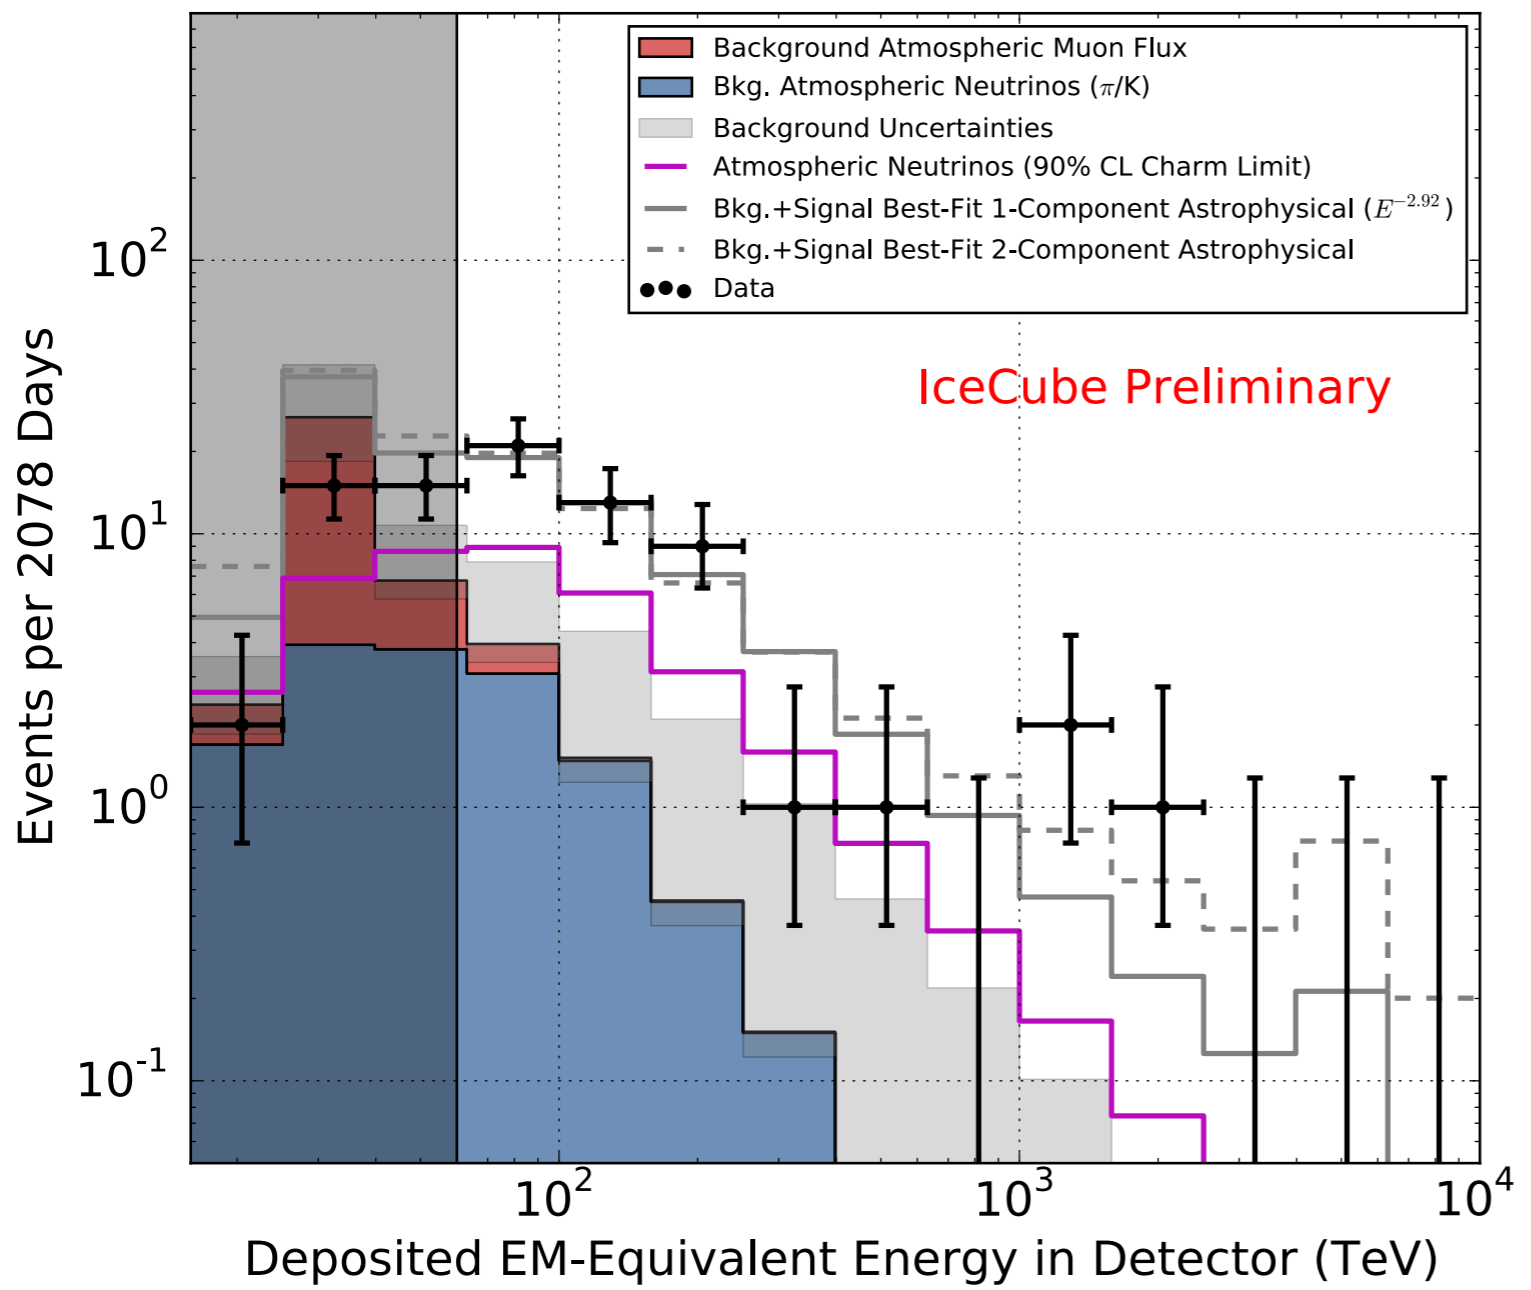 Background Atmospheric Muon Flux
Bkg. Atmospheric Neutrinos (π/K)
Background Uncertainties
Atmospheric Neutrinos (90% CL Charm Limit)
Bkg.+Signal Best-Fit 1-Component Astrophysical (E^{-2.92})
Bkg.+Signal Best-Fit 2-Component Astrophysical
Data
IceCube Preliminary
Events per 2078 Days
10^2
10^1
10^0
10^{-1}
10^2
10^3
10^4
Deposited EM-Equivalent Energy in Detector (TeV)